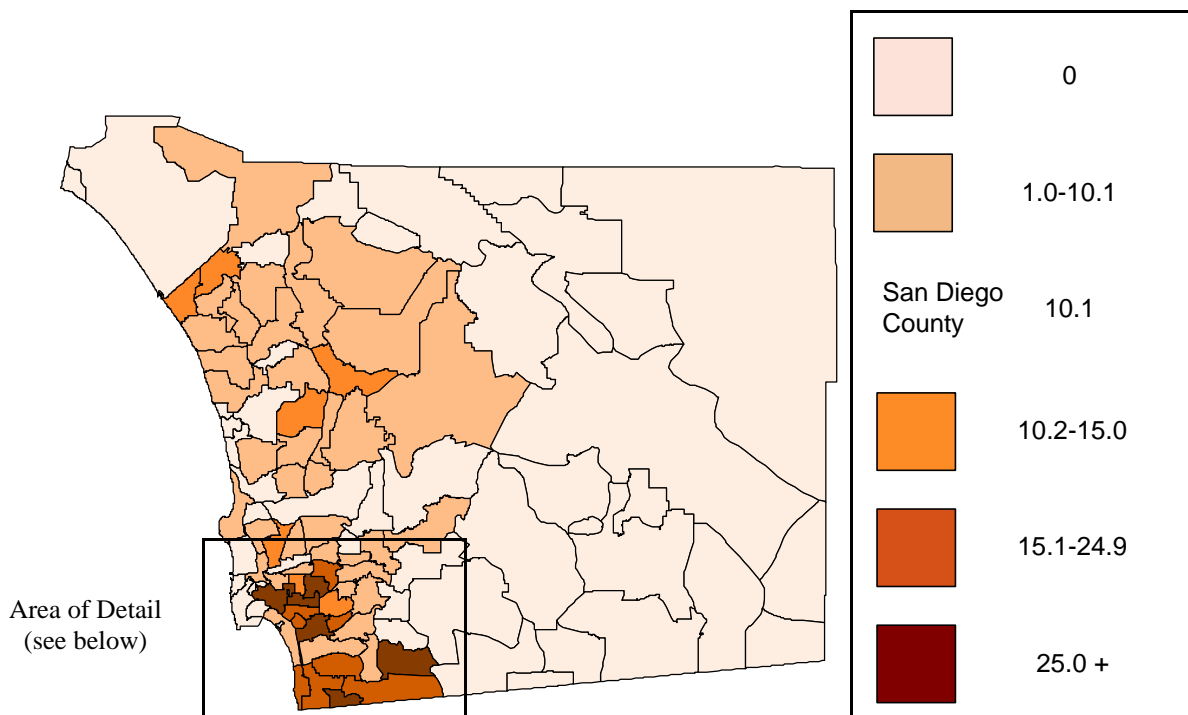 0
1.0-10.1
San Diego
County
10.1
10.2-15.0
15.1-24.9
25.0 +
Area of Detail
(see below)